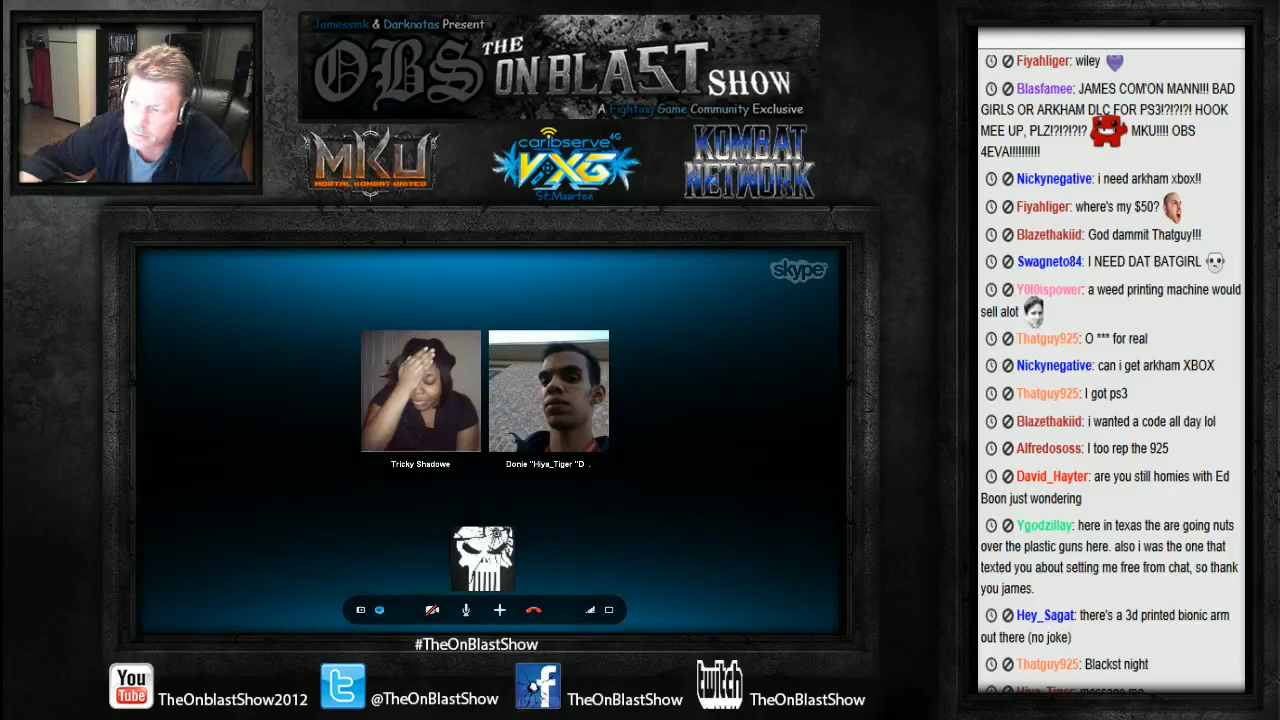 Jamessmk & Darknotas Present
OBS THE ON BLAST SHOW
A Fighting Game Community Exclusive
MKU
MORTAL KOMBAT UNITED
caribserve 4G
VXG
St.Maarten
KOMBAT
NETWORK
skype
Tricky Shadowe
Donie "Hiya_Tiger "D .
#TheOnBlastShow
You
Tube
TheOnblastShow2012
@TheOnBlastShow
TheOnBlastShow
twitch
TheOnBlastShow
Fiyahliger: wiley
Blasfamee: JAMES COM'ON MANN!!! BAD
GIRLS OR ARKHAM DLC FOR PS3!?!?!?! HOOK
MEE UP, PLZ!?!?!?!? MKU!!!! OBS
4EVA!!!!!!!!!!
Nickynegative: i need arkham xbox!!
Fiyahliger: where's my $50?
Blazethakiid: God dammit Thatguy!!!
Swagneto84: I NEED DAT BATGIRL
Y0l0ispower: a weed printing machine would
sell alot
Thatguy925: O *** for real
Nickynegative: can i get arkham XBOX
Thatguy925: I got ps3
Blazethakiid: i wanted a code all day lol
Alfredososs: I too rep the 925
David_Hayter: are you still homies with Ed
Boon just wondering
Ygodzillay: here in texas the are going nuts
over the plastic guns here. also i was the one that
texted you about setting me free from chat, so thank
you james.
Hey_Sagat: there's a 3d printed bionic arm
out there (no joke)
Thatguy925: Blackst night
Hiya_Tiger: message me